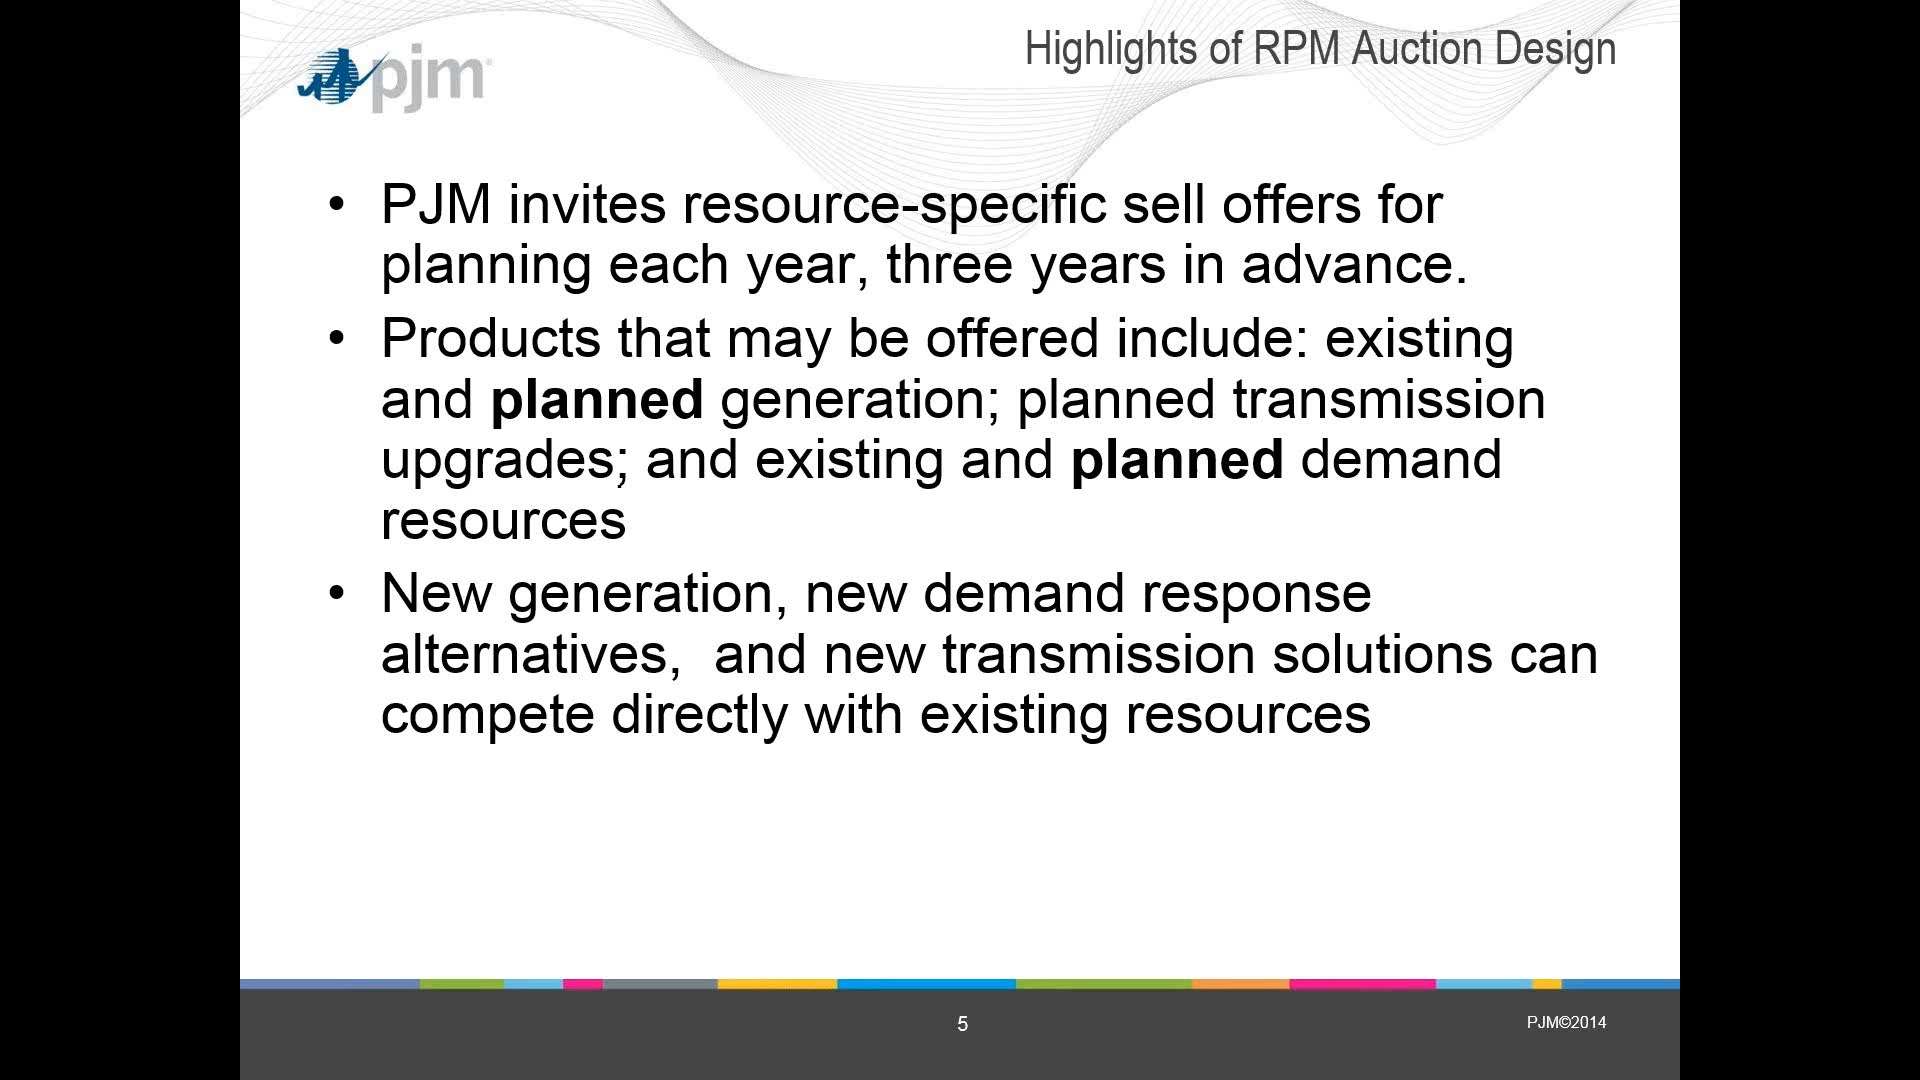 pjm
Highlights of RPM Auction Design
• PJM invites resource-specific sell offers for
planning each year, three years in advance.
• Products that may be offered include: existing
and planned generation; planned transmission
upgrades; and existing and planned demand
resources
• New generation, new demand response
alternatives,  and new transmission solutions can
compete directly with existing resources
5
PJM©2014